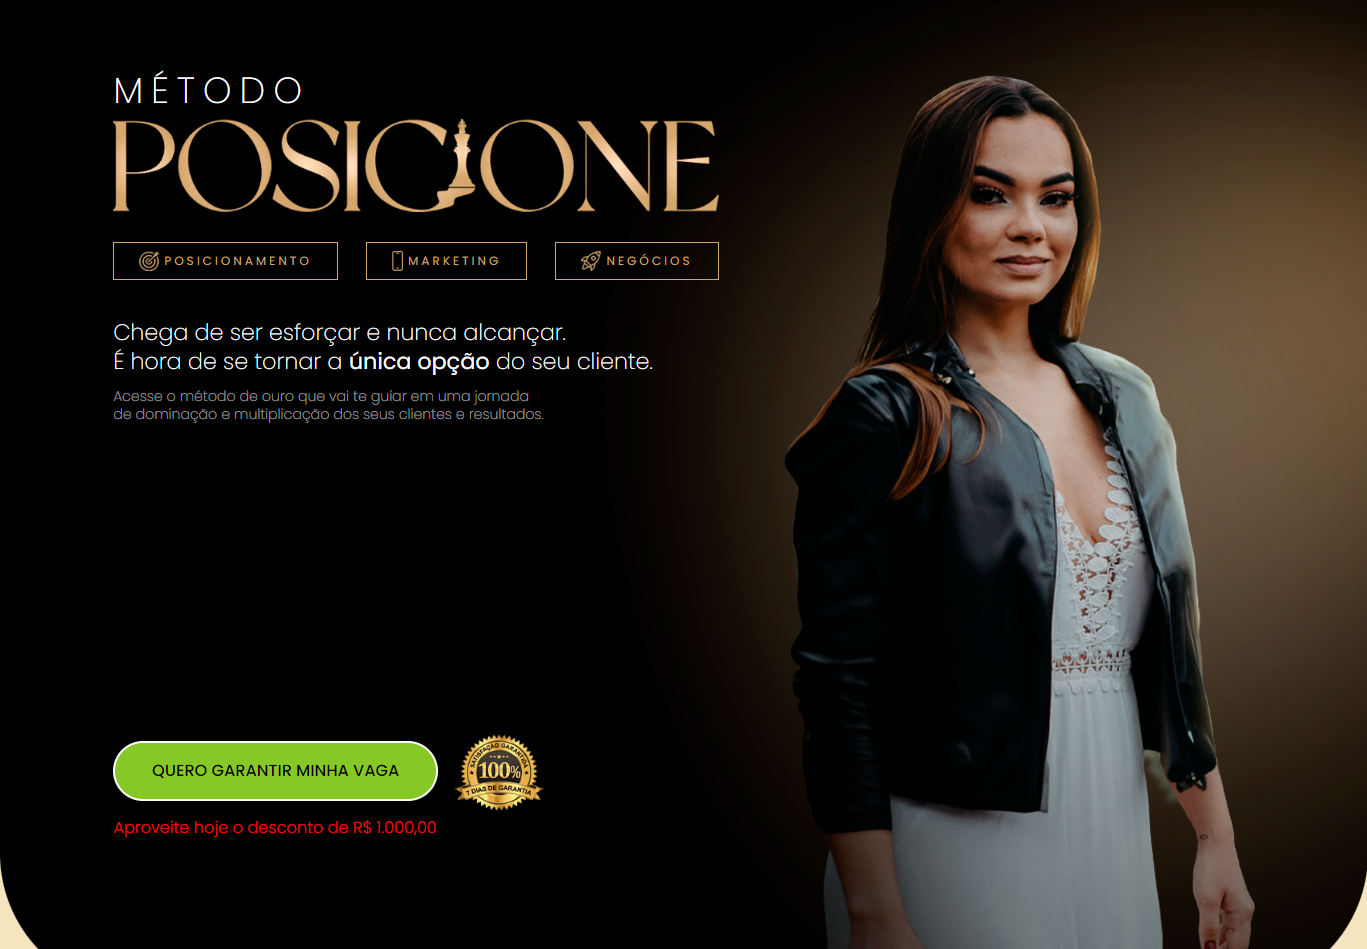 MÉTODO
POSICIONE
POSICIONAMENTO
MARKETING
NEGÓCIOS
Chega de ser esforçar e nunca alcançar.
É hora de se tornar a única opção do seu cliente.
Acesse o método de ouro que vai te guiar em uma jornada
de dominação e multiplicação dos seus clientes e resultados.
QUERO GARANTIR MINHA VAGA
SATISFAÇÃO GARANTIDA
100%
7 DIAS DE GARANTIA
Aproveite hoje o desconto de R$ 1.000,00